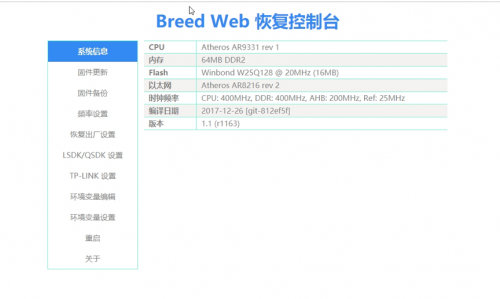 Breed Web 恢复控制台
系统信息
固件更新
固件备份
频率设置
恢复出厂设置
LSDK/QSDK 设置
TP-LINK 设置
环境变量编辑
环境变量设置
重启
关于
CPU Atheros AR9331 rev 1
内存 64MB DDR2
Flash Winbond W25Q128 @ 20MHz (16MB)
以太网 Atheros AR8216 rev 2
时钟频率 CPU: 400MHz, DDR: 400MHz, AHB: 200MHz, Ref: 25MHz
编译日期 2017-12-26 [git-812ef5f]
版本 1.1 (r1163)